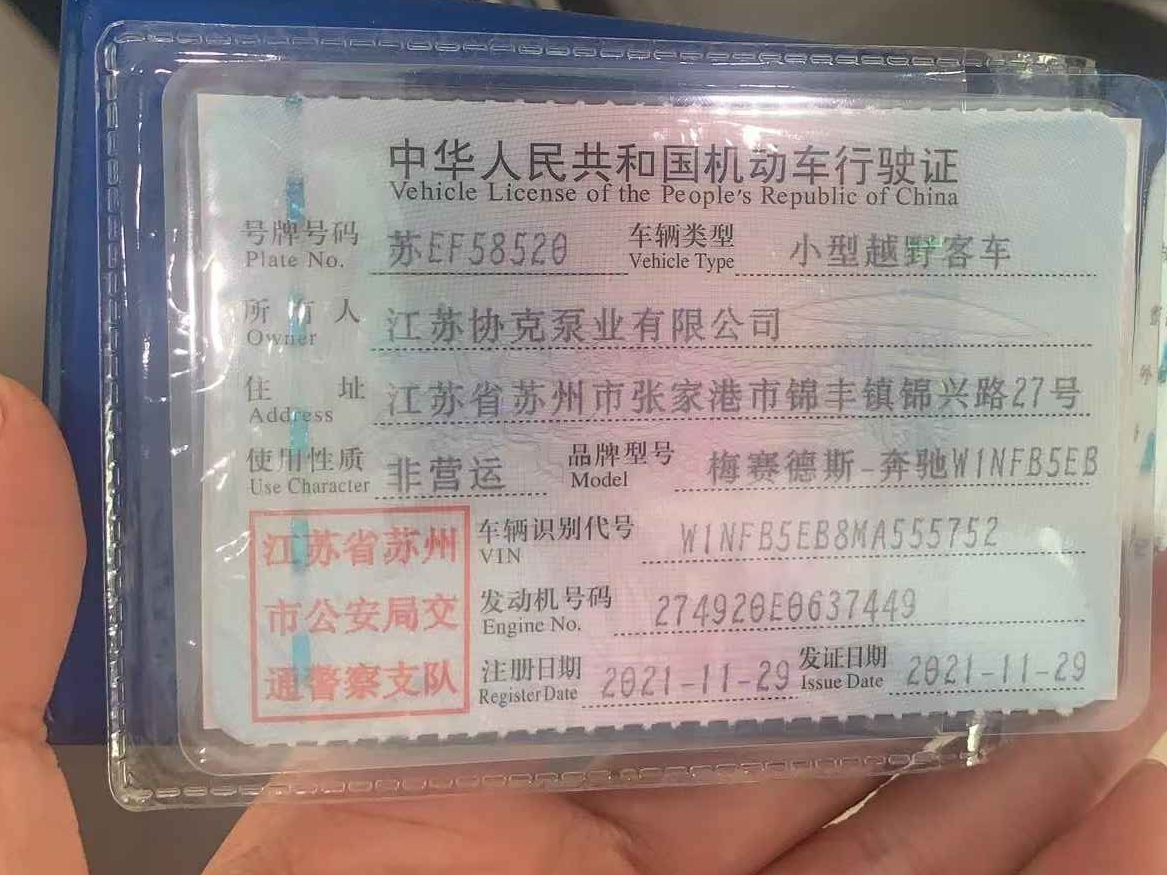 中华人民共和国机动车行驶证
Vehicle License of the People's Republic of China
号牌号码 苏EF58520 车辆类型 小型越野客车
Plate No. Vehicle Type
所有人 江苏协克泵业有限公司
Owner
住址 江苏省苏州市张家港市锦丰镇锦兴路27号
Address
使用性质 非营运 品牌型号 梅赛德斯-奔驰W1NFB5EB
Use Character Model
江苏省苏州
市公安局交
通警察支队
车辆识别代号 W1NFB5EB8MA555752
VIN
发动机号码 274920E0637449
Engine No.
注册日期 2021-11-29 发证日期 2021-11-29
Register Date Issue Date